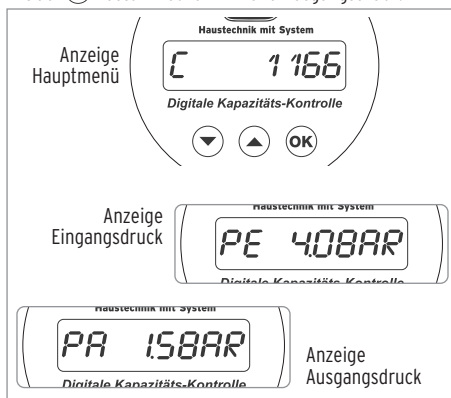 Haustechnik mit System
Anzeige
Hauptmenü
C 1166
Digitale Kapazitäts-Kontrolle
OK
Anzeige
Eingangsdruck
Haustechnik mit System
PE 4.0BAR
Digitale Kapazitäts-Kontrolle
Haustechnik mit System
PA 1.5BAR
Digitale Kapazitäts-Kontrolle
Anzeige
Ausgangsdruck